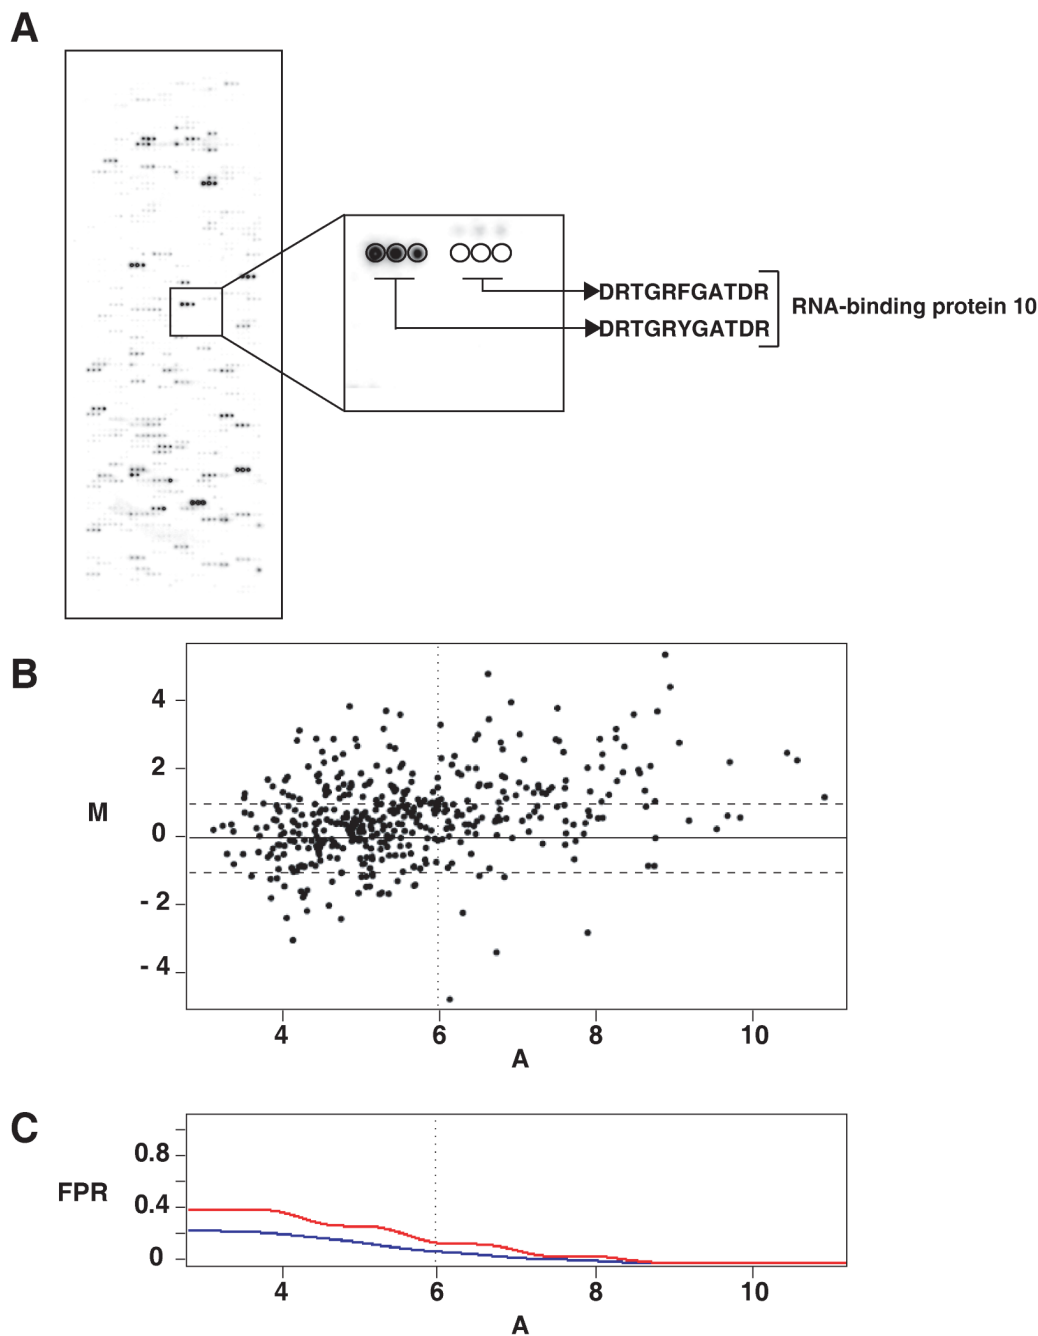 A
DRTGRFGATDR
DRTGRYGATDR
RNA-binding protein 10
B
4
2
0
- 2
- 4
M
4 6 8 10
A
C
0.8
0.4
0
FPR
4 6 8 10
A